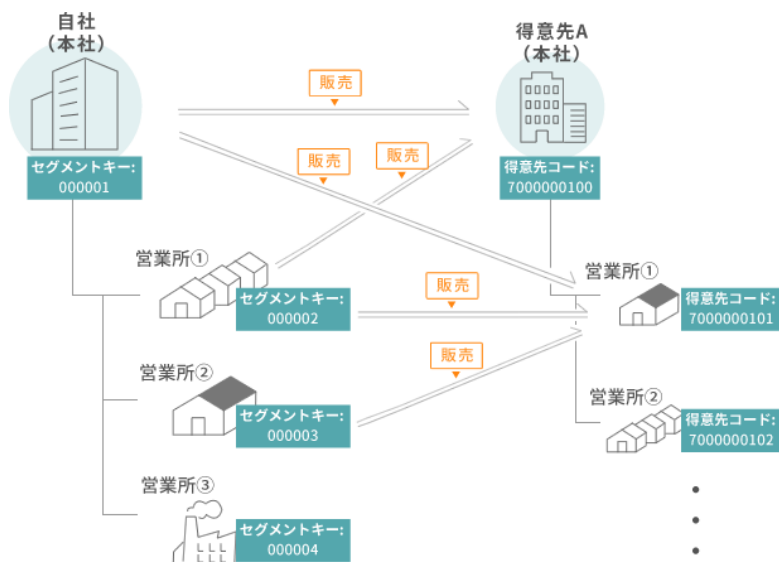 自社
(本社)
得意先A
(本社)
販売
販売
販売
セグメントキー:
000001
得意先コード:
7000000100
営業所①
セグメントキー:
000002
販売
営業所①
得意先コード:
7000000101
営業所②
セグメントキー:
000003
販売
営業所②
得意先コード:
7000000102
営業所③
セグメントキー:
000004